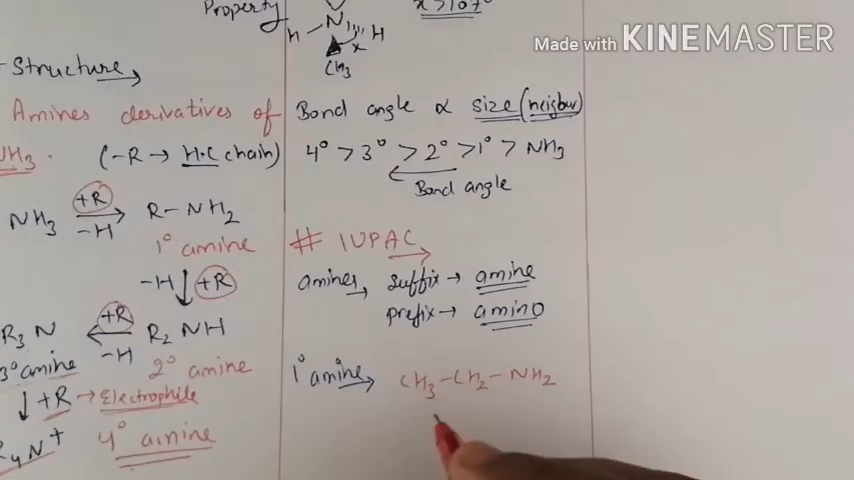 Property
x > 107°
N
H
H
x
CH3
Made with KINEMASTER
Structure
Amines derivatives of
NH3. (-R → H.C chain)
NH3 +R -H R-NH2
1° amine
-H +R
R3 N +R -H R2 NH
3° amine 2° amine
+R → Electrophile
R4N+ 4° amine
Bond angle ∝ size (neigbur)
4° > 3° > 2° > 1° > NH3
Bond angle
# IUPAC
amines → suffix → amine
prefix → amino
1° amine → CH3-CH2-NH2